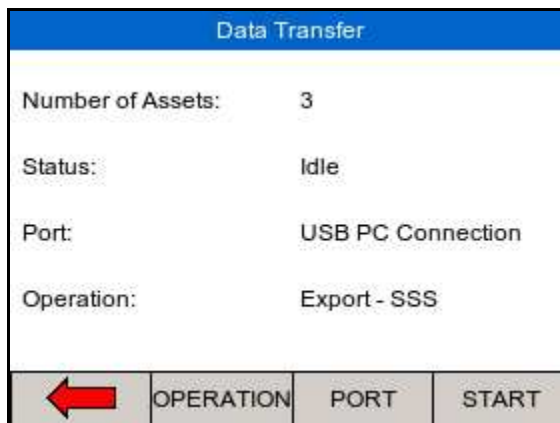 Data Transfer
Number of Assets: 3
Status: Idle
Port: USB PC Connection
Operation: Export - SSS
OPERATION PORT START